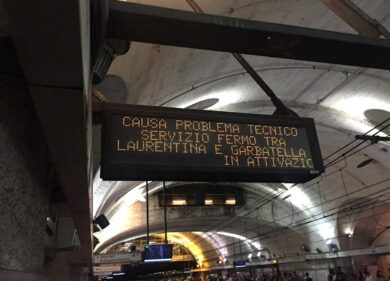 CAUSA PROBLEMA TECNICO
SERVIZIO FERMO TRA
LAURENTINA E GARBATELLA
IN ATTIVAZIO